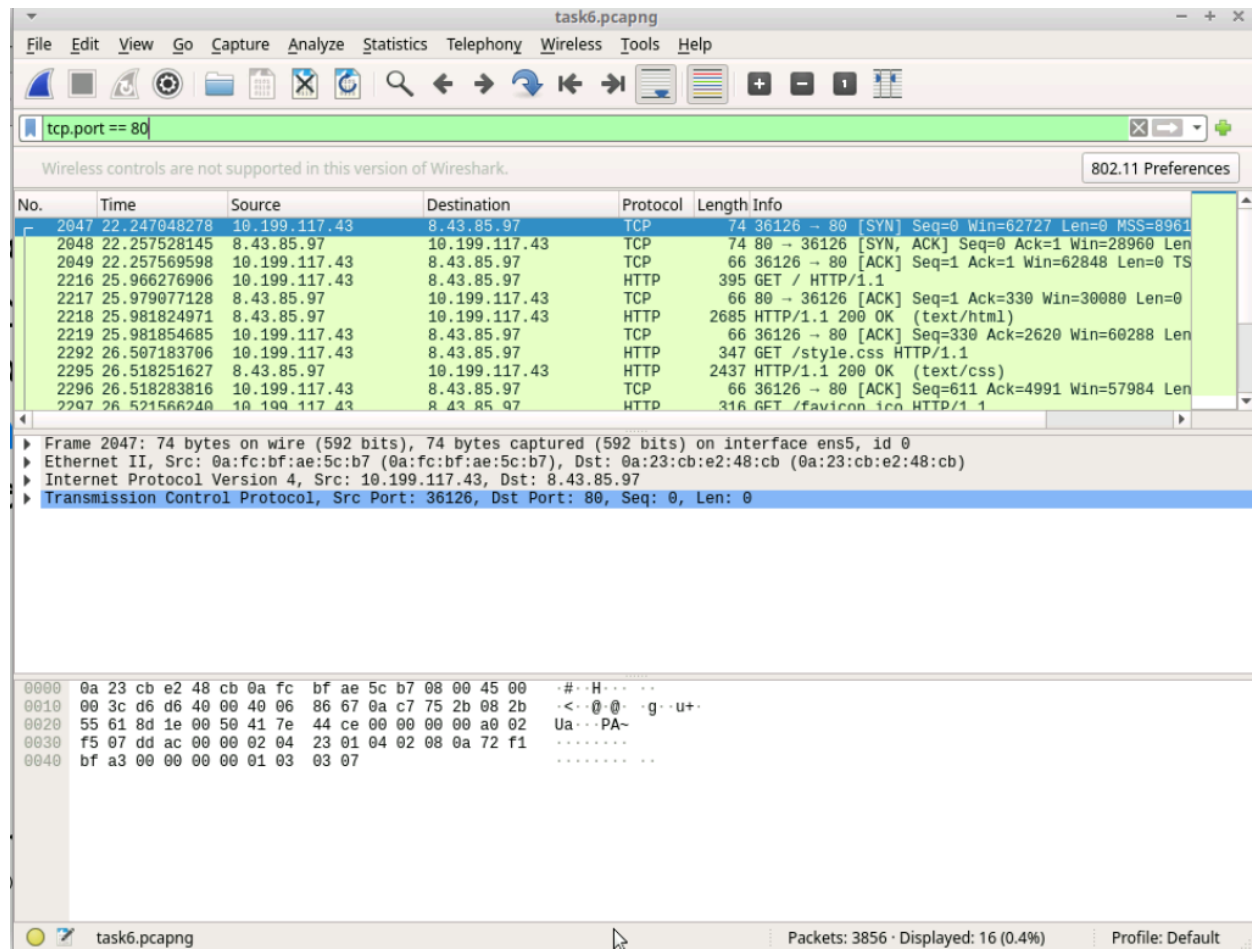 task6.pcapng
File Edit View Go Capture Analyze Statistics Telephony Wireless Tools Help
tcp.port == 80
Wireless controls are not supported in this version of Wireshark. 802.11 Preferences
No. Time Source Destination Protocol Length Info
2047 22.247048278 10.199.117.43 8.43.85.97 TCP 74 36126 → 80 [SYN] Seq=0 Win=62727 Len=0 MSS=8961
2048 22.257528145 8.43.85.97 10.199.117.43 TCP 74 80 → 36126 [SYN, ACK] Seq=0 Ack=1 Win=28960 Len
2049 22.257569598 10.199.117.43 8.43.85.97 TCP 66 36126 → 80 [ACK] Seq=1 Ack=1 Win=62848 Len=0 TS
2216 25.966276906 10.199.117.43 8.43.85.97 HTTP 395 GET / HTTP/1.1
2217 25.979077128 8.43.85.97 10.199.117.43 TCP 66 80 → 36126 [ACK] Seq=1 Ack=330 Win=30080 Len=0
2218 25.981824971 8.43.85.97 10.199.117.43 HTTP 2685 HTTP/1.1 200 OK (text/html)
2219 25.981854685 10.199.117.43 8.43.85.97 TCP 66 36126 → 80 [ACK] Seq=330 Ack=2620 Win=60288 Len
2292 26.507183706 10.199.117.43 8.43.85.97 HTTP 347 GET /style.css HTTP/1.1
2295 26.518251627 8.43.85.97 10.199.117.43 HTTP 2437 HTTP/1.1 200 OK (text/css)
2296 26.518283816 10.199.117.43 8.43.85.97 TCP 66 36126 → 80 [ACK] Seq=611 Ack=4991 Win=57984 Len
2297 26.521566240 10.199.117.43 8.43.85.97 HTTP 316 GET /favicon.ico HTTP/1.1
Frame 2047: 74 bytes on wire (592 bits), 74 bytes captured (592 bits) on interface ens5, id 0
Ethernet II, Src: 0a:fc:bf:ae:5c:b7 (0a:fc:bf:ae:5c:b7), Dst: 0a:23:cb:e2:48:cb (0a:23:cb:e2:48:cb)
Internet Protocol Version 4, Src: 10.199.117.43, Dst: 8.43.85.97
Transmission Control Protocol, Src Port: 36126, Dst Port: 80, Seq: 0, Len: 0
0000 0a 23 cb e2 48 cb 0a fc bf ae 5c b7 08 00 45 00 ·#··H··· ··
0010 00 3c d6 d6 40 00 40 06 86 67 0a c7 75 2b 08 2b ·<··@·@· ·g··u+·
0020 55 61 8d 1e 00 50 41 7e 44 ce 00 00 00 00 a0 02 Ua···PA~
0030 f5 07 dd ac 00 00 02 04 23 01 04 02 08 0a 72 f1 ········
0040 bf a3 00 00 00 00 01 03 03 07 ········ ··
task6.pcapng Packets: 3856 · Displayed: 16 (0.4%) Profile: Default